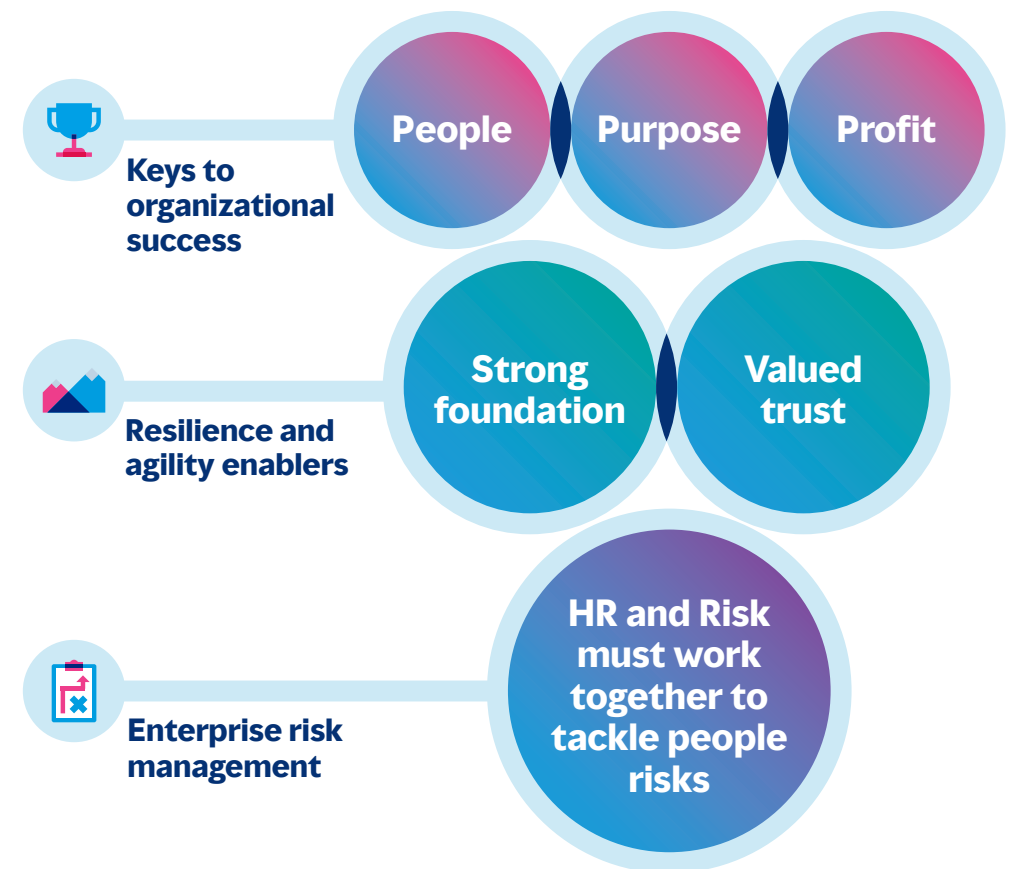 People
Purpose
Profit
Keys to
organizational
success
Strong
foundation
Valued
trust
Resilience and
agility enablers
HR and Risk
must work
together to
tackle people
risks
Enterprise risk
management